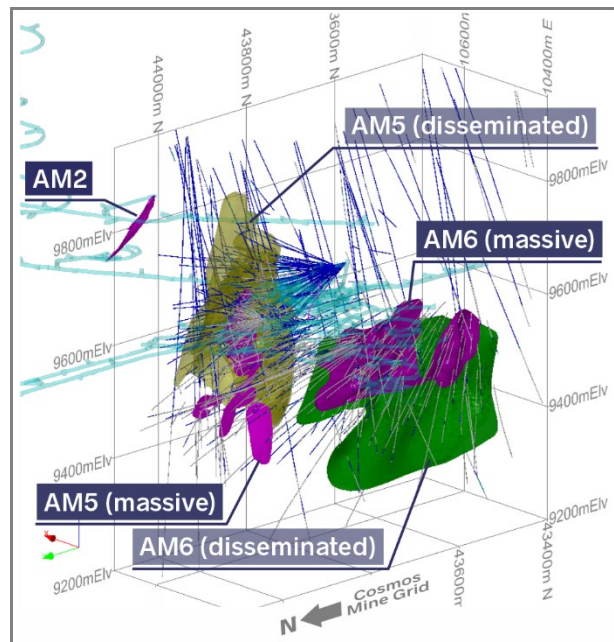 44000m N
43800m N
3600m N
10600m E
10400m E
AM5 (disseminated)
AM2
9800mElv
9800mElv
AM6 (massive)
9600mElv
9600mElv
9400mElv
9400mElv
AM5 (massive)
AM6 (disseminated)
9200mElv
9200mElv
43400m N
43600m N
N
Cosmos
Mine Grid